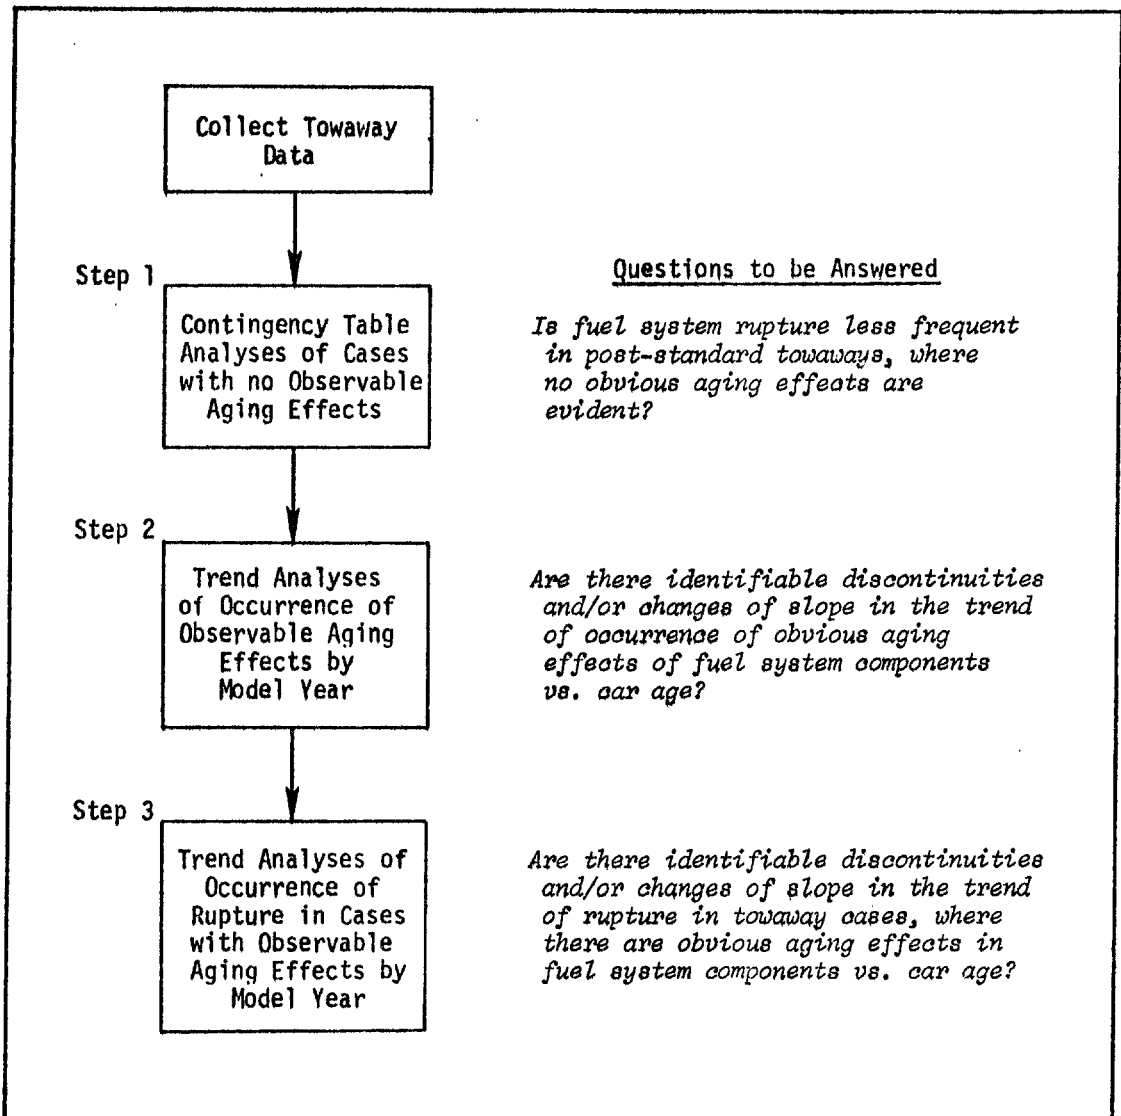 Collect Towaway
Data
Step 1
Questions to be Answered
Contingency Table
Analyses of Cases
with no Observable
Aging Effects
Is fuel system rupture less frequent
in post-standard towaways, where
no obvious aging effects are
evident?
Step 2
Trend Analyses
of Occurrence of
Observable Aging
Effects by
Model Year
Are there identifiable discontinuities
and/or changes of slope in the trend
of occurrence of obvious aging
effects of fuel system components
vs. car age?
Step 3
Trend Analyses of
Occurrence of
Rupture in Cases
with Observable
Aging Effects by
Model Year
Are there identifiable discontinuities
and/or changes of slope in the trend
of rupture in towaway cases, where
there are obvious aging effects in
fuel system components vs. car age?